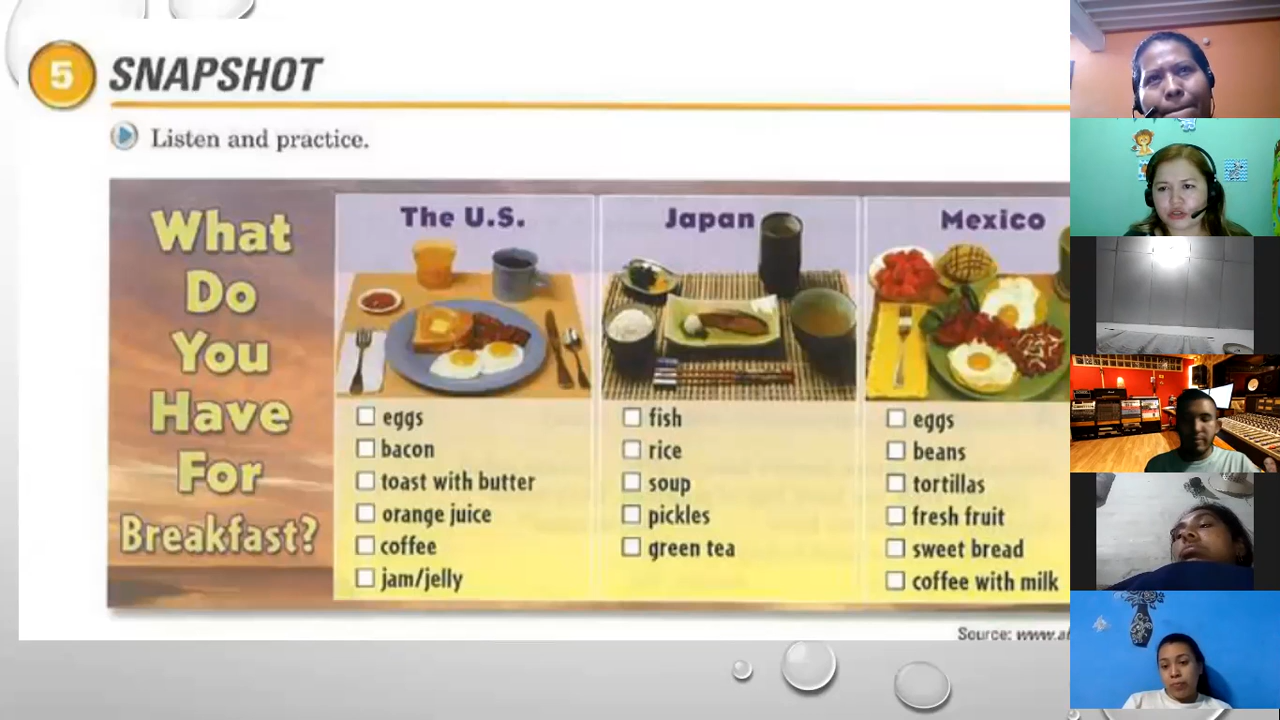 5 SNAPSHOT
Listen and practice.
What
Do
You
Have
For
Breakfast?
The U.S.
eggs
bacon
toast with butter
orange juice
coffee
jam/jelly
Japan
fish
rice
soup
pickles
green tea
Mexico
eggs
beans
tortillas
fresh fruit
sweet bread
coffee with milk
Source: